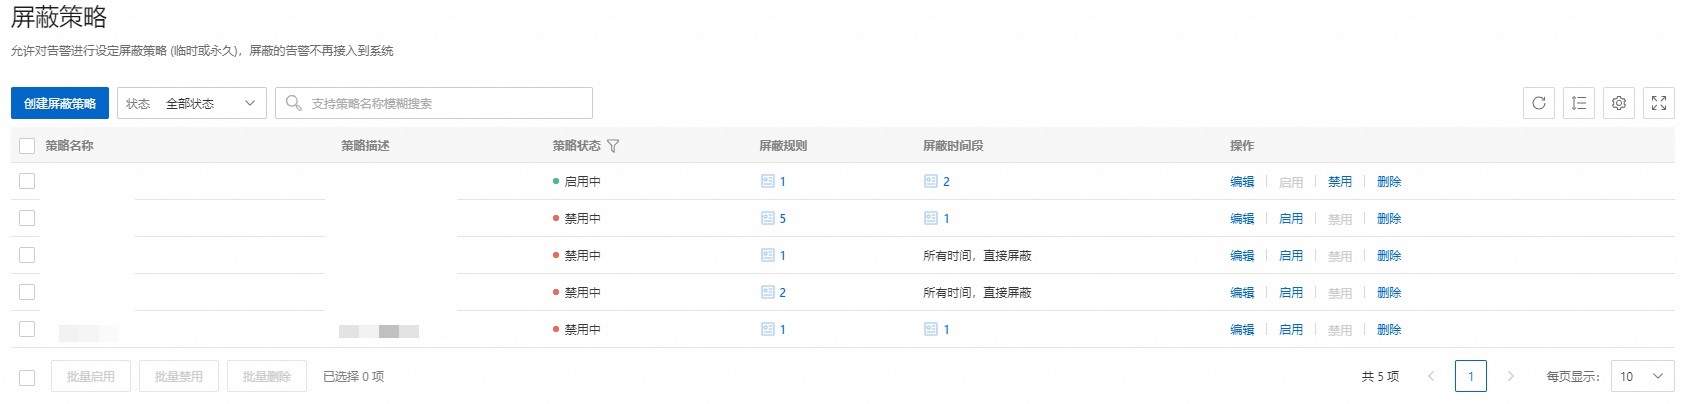 屏蔽策略
允许对告警进行设定屏蔽策略 (临时或永久)，屏蔽的告警不再接入到系统
创建屏蔽策略 状态 全部状态 支持策略名称模糊搜索
策略名称 策略描述 策略状态 屏蔽规则 屏蔽时间段 操作
启用中 1 2 编辑 启用 禁用 删除
禁用中 5 1 编辑 启用 禁用 删除
禁用中 1 所有时间，直接屏蔽 编辑 启用 禁用 删除
禁用中 2 所有时间，直接屏蔽 编辑 启用 禁用 删除
禁用中 1 1 编辑 启用 禁用 删除
批量启用 批量禁用 批量删除 已选择 0 项 共 5 项 1 每页显示： 10